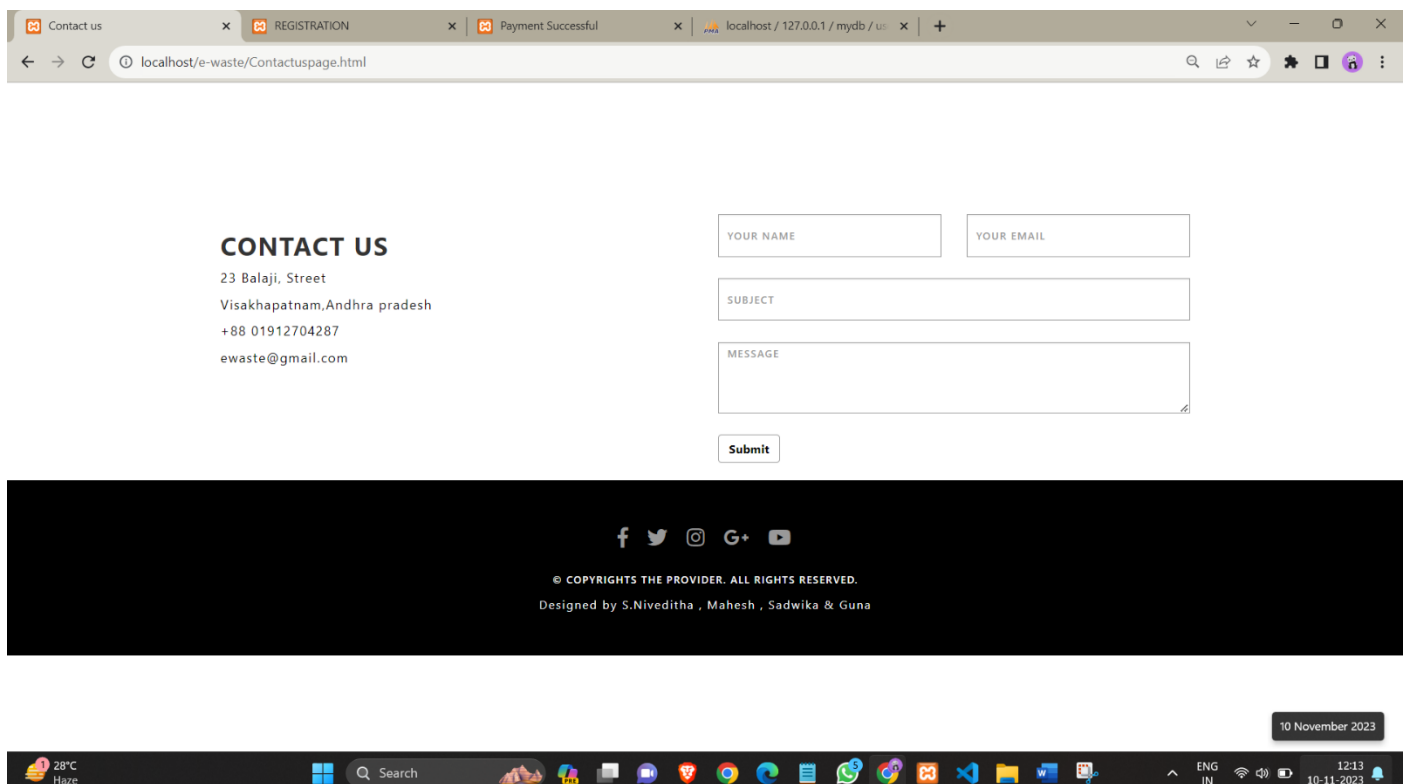 Contact us
REGISTRATION
Payment Successful
localhost / 127.0.0.1 / mydb / us
localhost/e-waste/Contactuspage.html
CONTACT US
23 Balaji, Street
Visakhapatnam,Andhra pradesh
+88 01912704287
ewaste@gmail.com
YOUR NAME
YOUR EMAIL
SUBJECT
MESSAGE
Submit
G+
© COPYRIGHTS THE PROVIDER. ALL RIGHTS RESERVED.
Designed by S.Niveditha , Mahesh , Sadwika & Guna
10 November 2023
1
28°C
Haze
Search
PRE
5
ENG
IN
12:13
10-11-2023